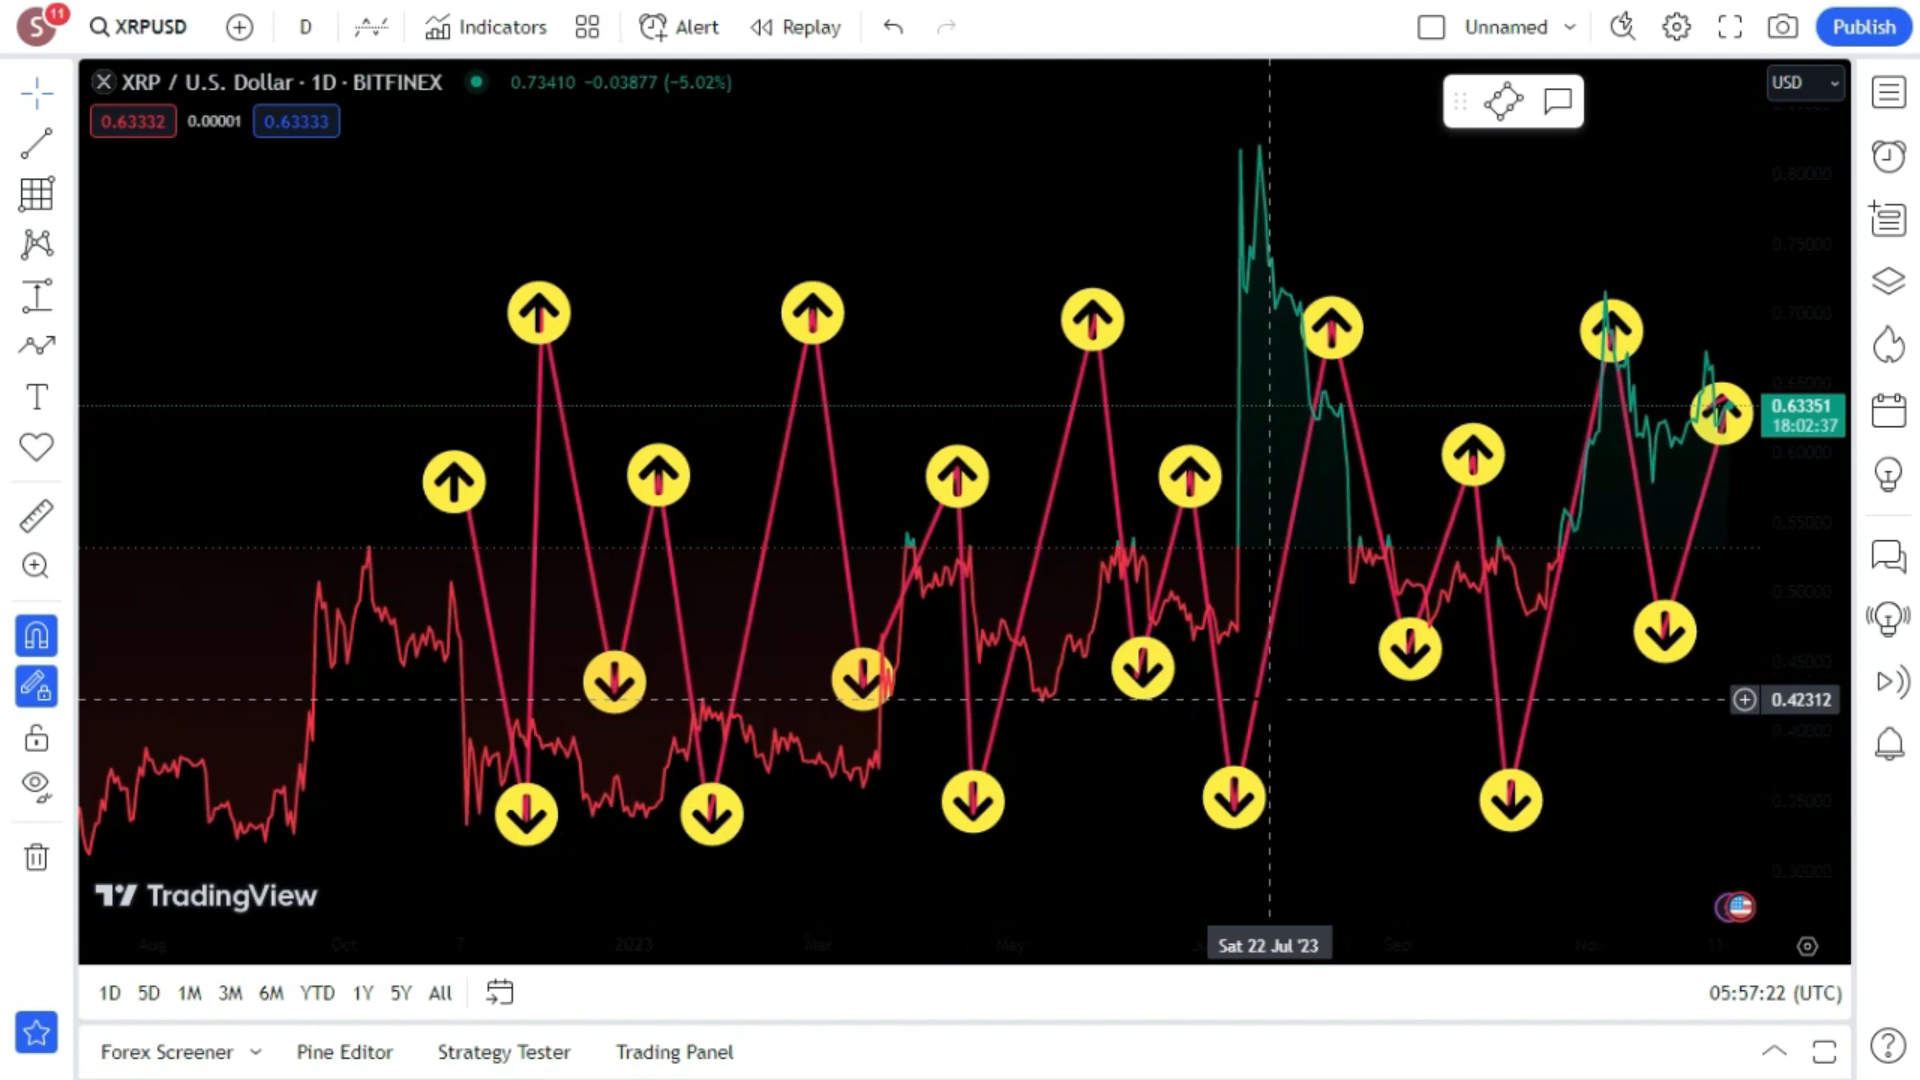 S 11 XRPUSD D Indicators Alert Replay Unnamed Publish
XRP / U.S. Dollar · 1D · BITFINEX 0.73410 −0.03877 (−5.02%) USD
0.63332 0.00001 0.63333
0.80000
0.75000
0.70000
0.65000
0.63351
18:02:37
0.60000
0.55000
0.50000
0.45000
0.42312
0.40000
0.35000
0.30000
TradingView
Aug Oct 7 2023 Mar May Sat 22 Jul '23 Sep Nov 11
1D 5D 1M 3M 6M YTD 1Y 5Y All 05:57:22 (UTC)
Forex Screener Pine Editor Strategy Tester Trading Panel